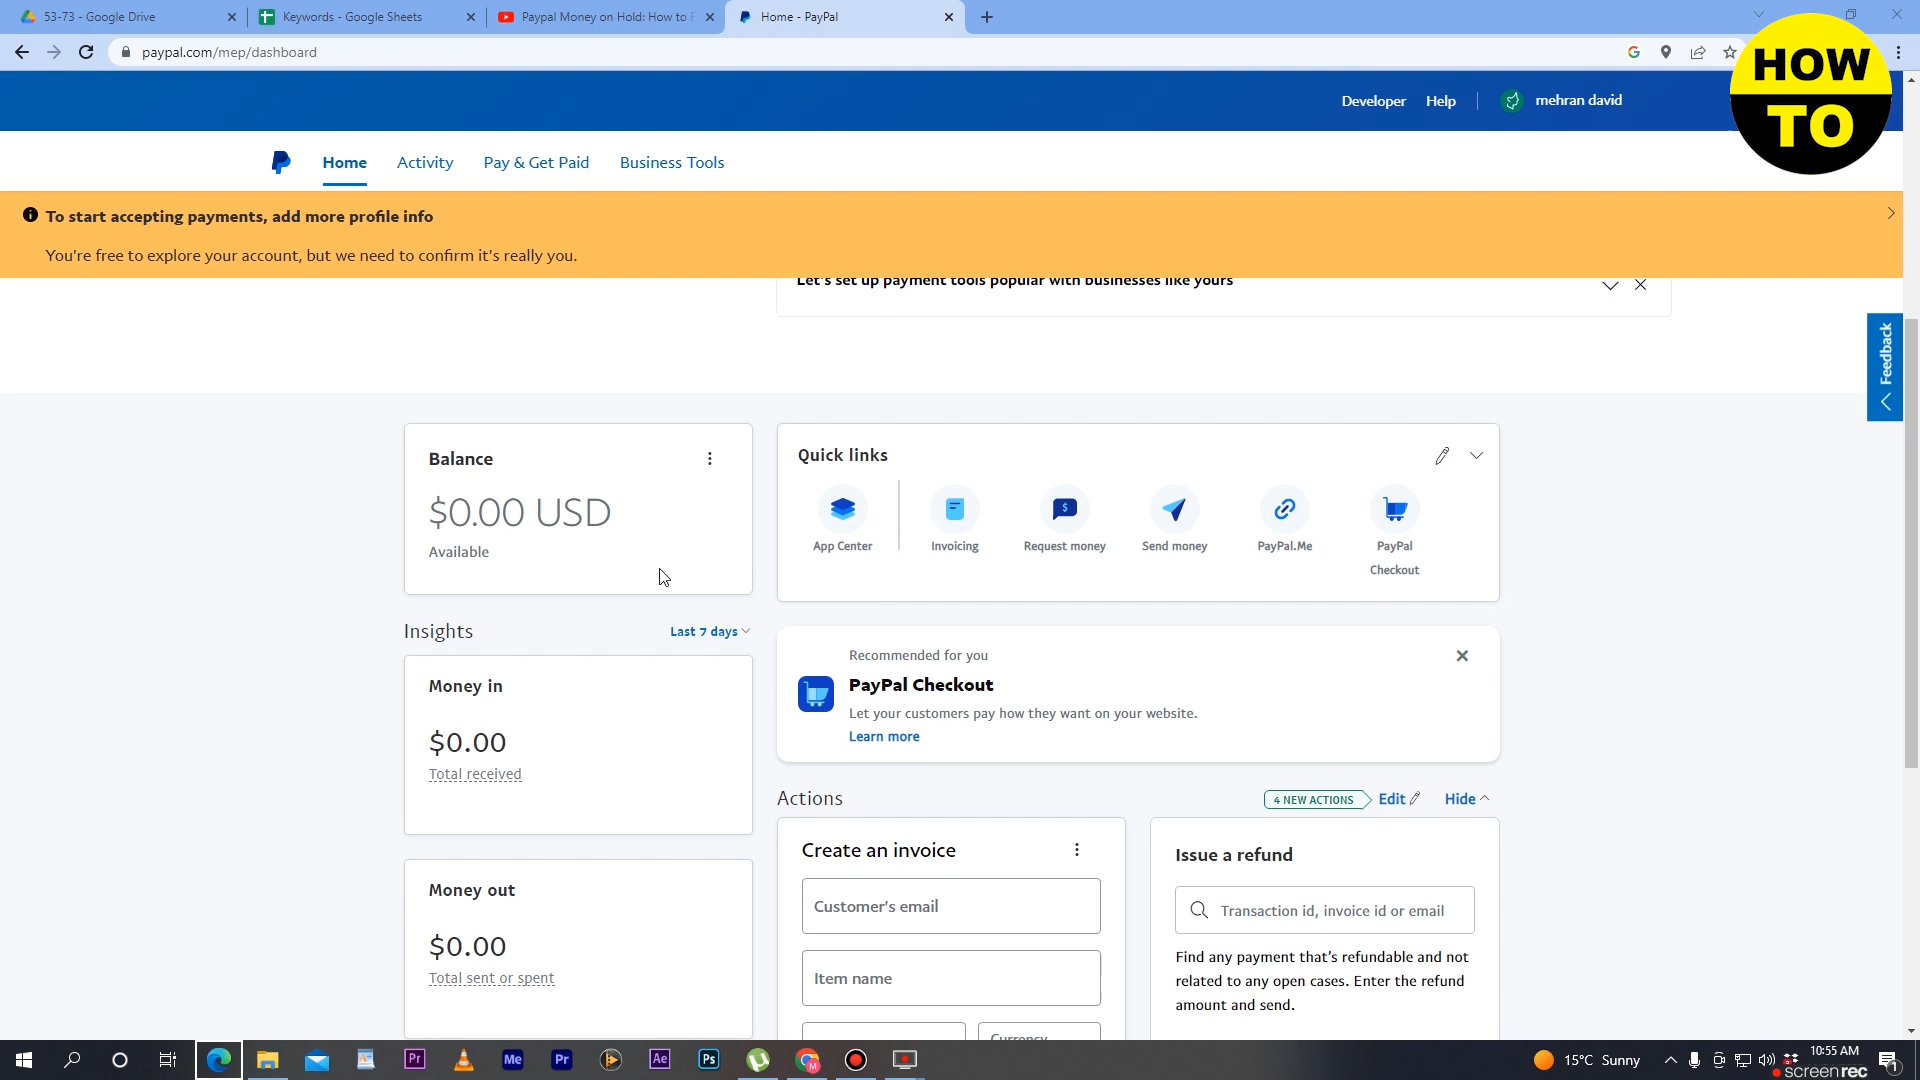 53-73 - Google Drive
Keywords - Google Sheets
Paypal Money on Hold: How to F
Home - PayPal
paypal.com/mep/dashboard
HOW
TO
Developer
Help
mehran david
Home
Activity
Pay & Get Paid
Business Tools
To start accepting payments, add more profile info
You're free to explore your account, but we need to confirm it's really you.
Let's set up payment tools popular with businesses like yours
Feedback
Balance
$0.00 USD
Available
Quick links
App Center
Invoicing
Request money
Send money
PayPal.Me
PayPal
Checkout
Insights
Last 7 days
Money in
$0.00
Total received
Recommended for you
PayPal Checkout
Let your customers pay how they want on your website.
Learn more
Actions
4 NEW ACTIONS
Edit
Hide
Money out
$0.00
Total sent or spent
Create an invoice
Customer's email
Item name
Currency
Issue a refund
Transaction id, invoice id or email
Find any payment that's refundable and not
related to any open cases. Enter the refund
amount and send.
Pr
Me
Pr
Ae
Ps
M
15°C Sunny
10:55 AM
screenrec
1